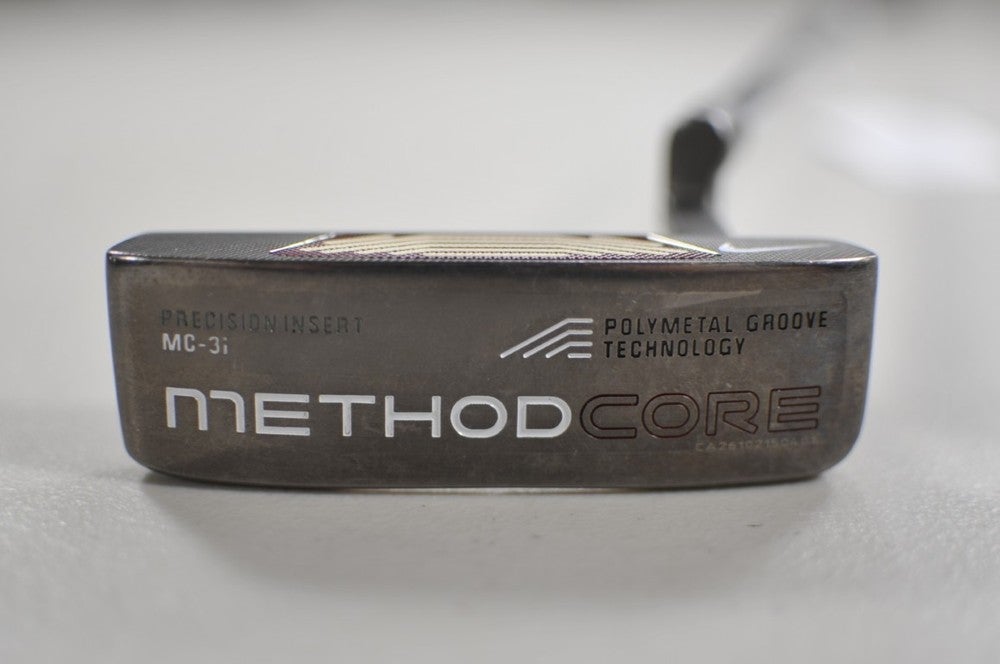 PRECISION INSERT
MC-3i
POLYMETAL GROOVE
TECHNOLOGY
METHODCORE